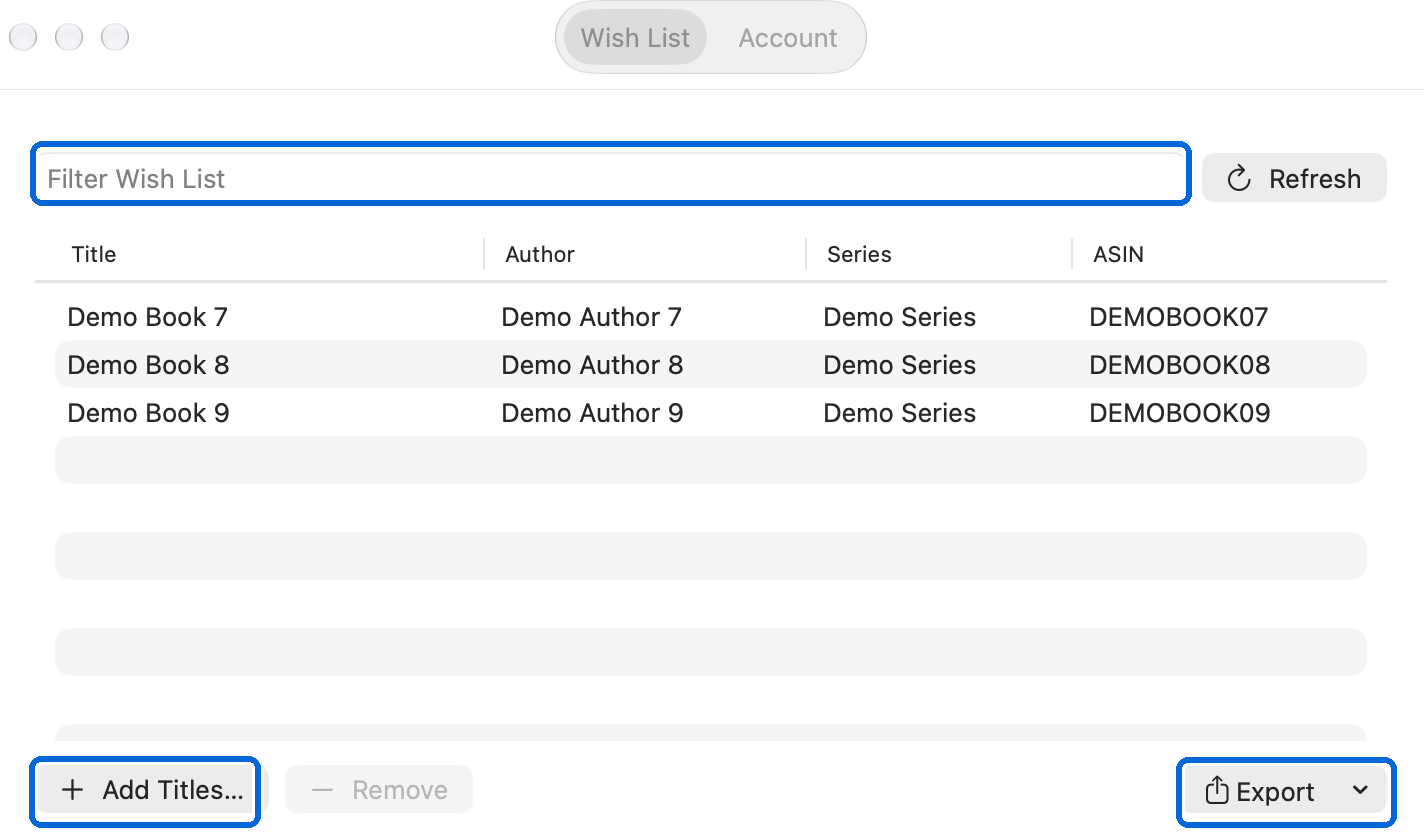 Wish List Account
Filter Wish List Refresh
Title Author Series ASIN
Demo Book 7 Demo Author 7 Demo Series DEMOBOOK07
Demo Book 8 Demo Author 8 Demo Series DEMOBOOK08
Demo Book 9 Demo Author 9 Demo Series DEMOBOOK09
+ Add Titles... — Remove Export